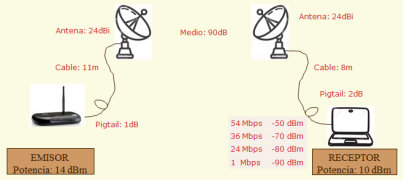 Antena: 24dBi
Medio: 90dB
Antena: 24dBi
Cable: 11m
Cable: 8m
Pigtail: 1dB
Pigtail: 2dB
54 Mbps -50 dBm
36 Mbps -70 dBm
24 Mbps -80 dBm
1 Mbps -90 dBm
EMISOR
Potencia: 14 dBm
RECEPTOR
Potencia: 10 dBm